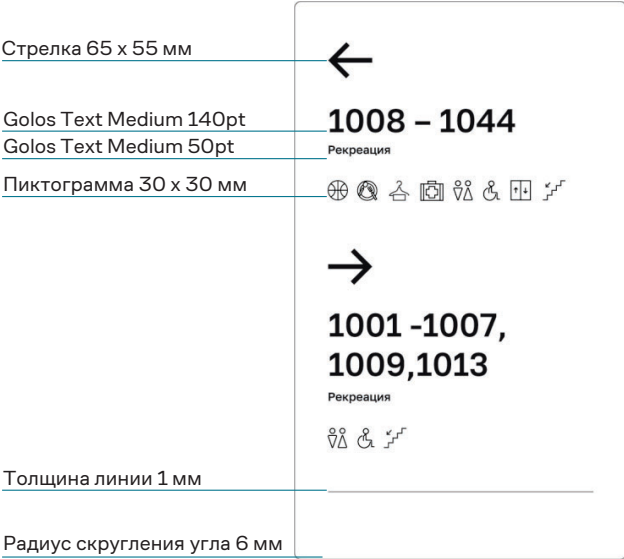 Стрелка 65 x 55 мм
Golos Text Medium 140pt
1008 – 1044
Golos Text Medium 50pt
Рекреация
Пиктограмма 30 x 30 мм
1001 -1007,
1009,1013
Рекреация
Толщина линии 1 мм
Радиус скругления угла 6 мм